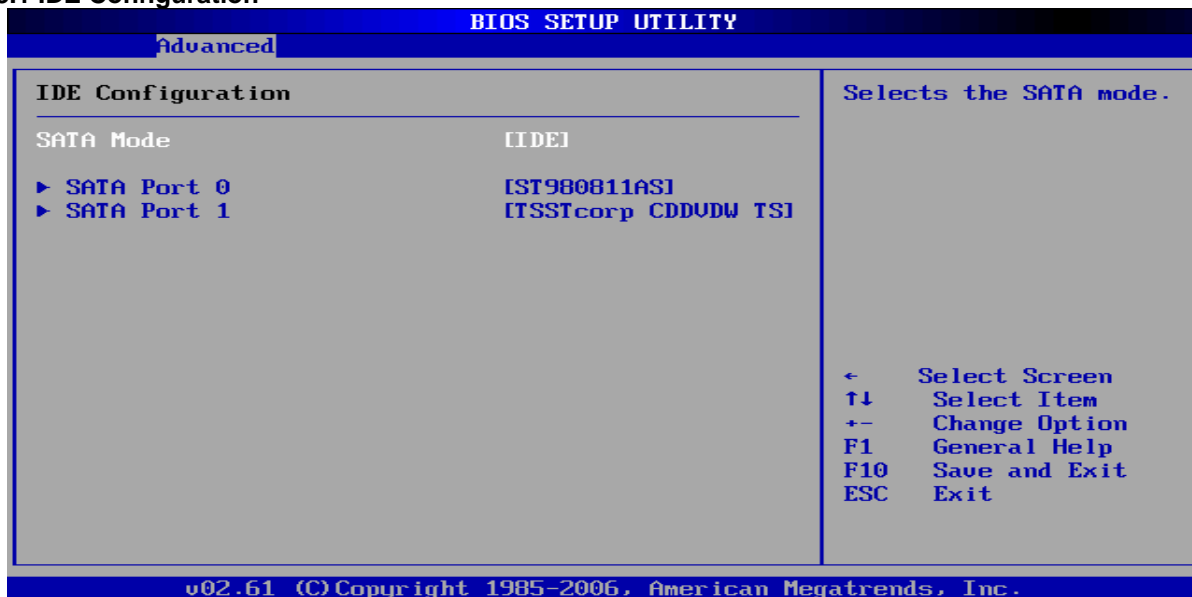 IDE Configuration
BIOS SETUP UTILITY
Advanced
IDE Configuration
SATA Mode [IDE]
▶ SATA Port 0 [ST980811AS]
▶ SATA Port 1 [TSSTcorp CDDVDW TS]
Selects the SATA mode.
← Select Screen
↑↓ Select Item
+- Change Option
F1 General Help
F10 Save and Exit
ESC Exit
v02.61 (C)Copyright 1985-2006, American Megatrends, Inc.